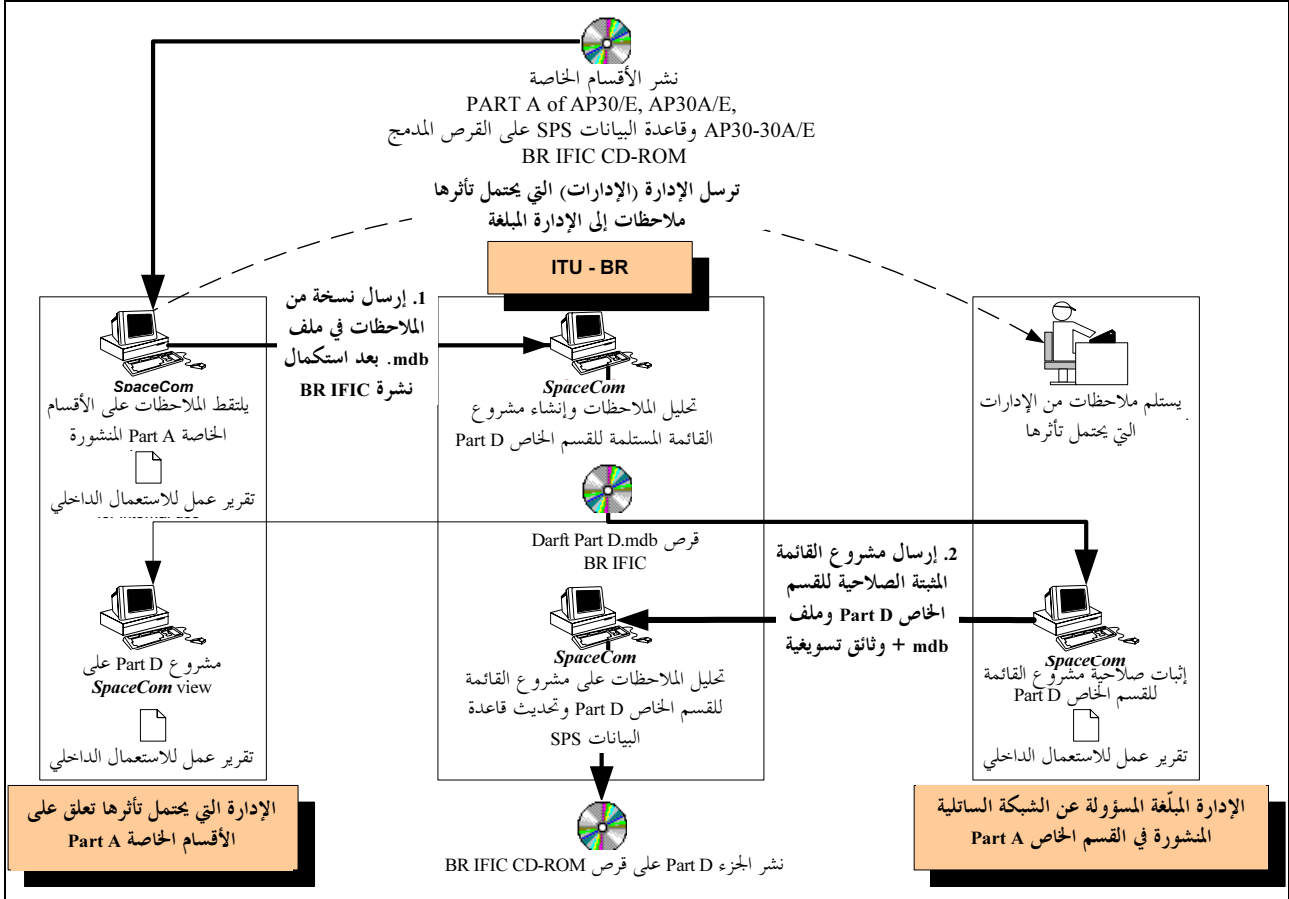 نشر الأقسام الخاصة
PART A of AP30/E, AP30A/E,
AP30-30A/E وقاعدة البيانات SPS على القرص المدمج
BR IFIC CD-ROM
ترسل الإدارة (الإدارات) التي يحتمل تأثرها
ملاحظات إلى الإدارة المبلغة
ITU - BR
1. إرسال نسخة من
الملاحظات في ملف
mdb. بعد استكمال
نشرة BR IFIC
SpaceCom
يلتقط الملاحظات على الأقسام
الخاصة Part A المنشورة
تقرير عمل للاستعمال الداخلي
SpaceCom
تحليل الملاحظات وإنشاء مشروع
القائمة المستلمة للقسم الخاص Part D
يستلم ملاحظات من الإدارات
التي يحتمل تأثرها
قرص Darft Part D.mdb
BR IFIC
2. إرسال مشروع القائمة
المثبتة الصلاحية للقسم
الخاص Part D وملف
mdb + وثائق تسويغية
مشروع Part D على
SpaceCom view
تقرير عمل للاستعمال الداخلي
SpaceCom
تحليل الملاحظات على مشروع القائمة
للقسم الخاص Part D وتحديث قاعدة
البيانات SPS
SpaceCom
إثبات صلاحية مشروع القائمة
للقسم الخاص Part D
تقرير عمل للاستعمال الداخلي
الإدارة التي يحتمل تأثرها تعلق على
الأقسام الخاصة Part A
نشر الجزء Part D على قرص BR IFIC CD-ROM
الإدارة المبلّغة المسؤولة عن الشبكة الساتلية
المنشورة في القسم الخاص Part A